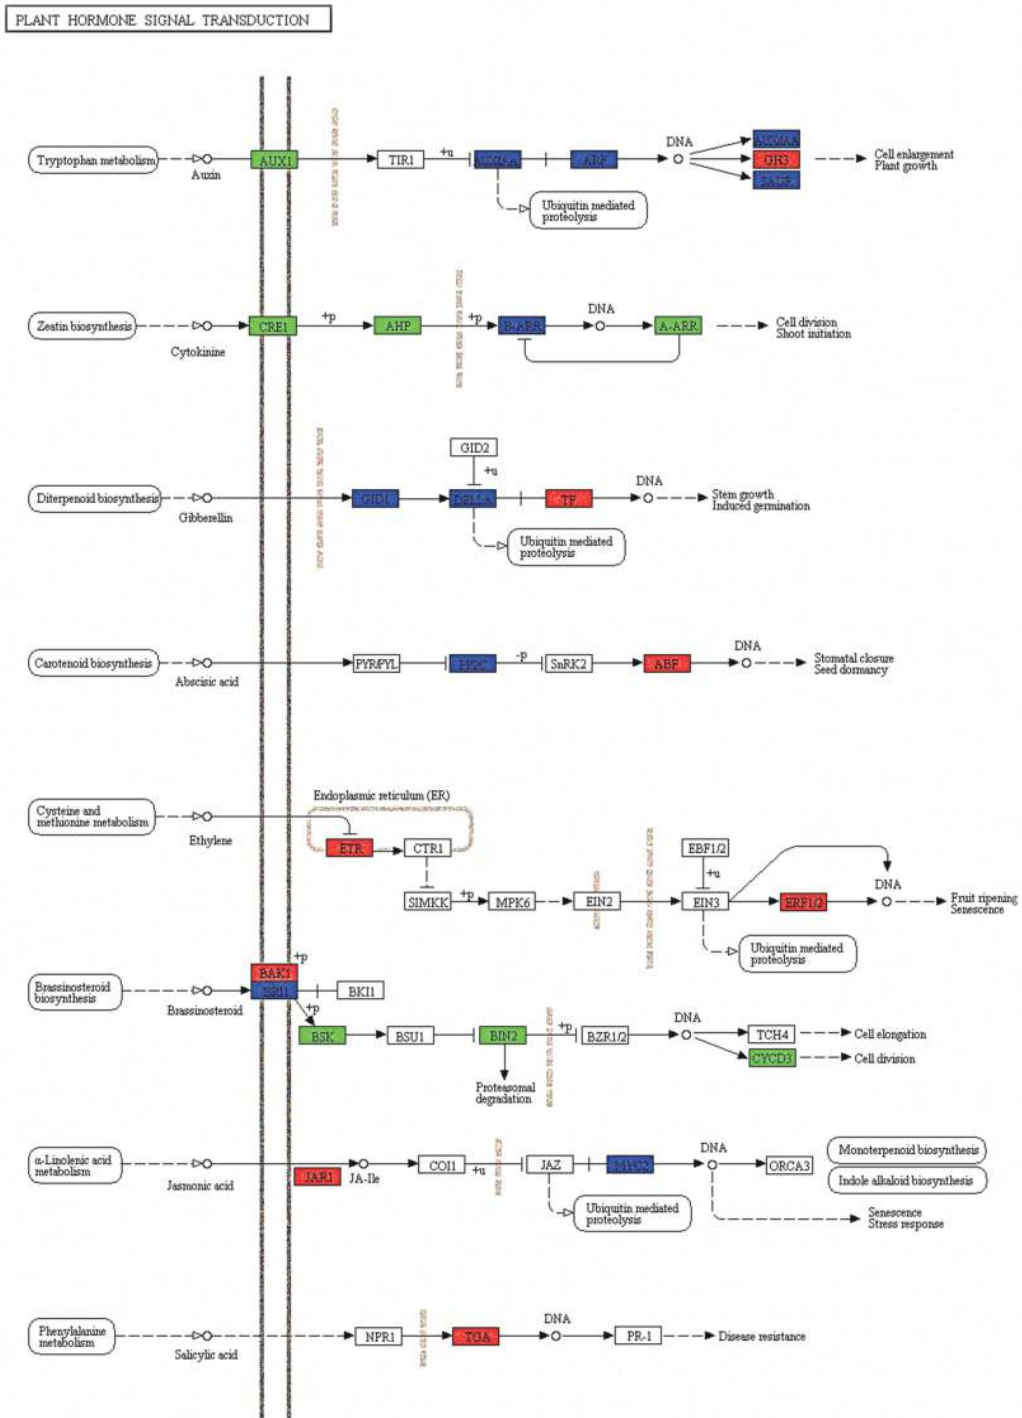 PLANT HORMONE SIGNAL TRANSDUCTION
Tryptophan metabolism
Auxin
AUX1
TIR1
+u
AUX/IAA
ARF
DNA
AUX/IAA
GH3
SAUR
Cell enlargement
Plant growth
Ubiquitin mediated
proteolysis
Zeatin biosynthesis
Cytokinine
CRE1
+p
AHP
+p
B-ARR
DNA
A-ARR
Cell division
Shoot initiation
GID2
+u
Diterpenoid biosynthesis
Gibberellin
GID1
DELLA
TF
DNA
Stem growth
Induced germination
Ubiquitin mediated
proteolysis
Carotenoid biosynthesis
Abscisic acid
PYR/PYL
PP2C
-p
SnRK2
ABF
DNA
Stomatal closure
Seed dormancy
Endoplasmic reticulum (ER)
Cysteine and
methionine metabolism
Ethylene
ETR
CTR1
SIMKK
+p
MPK6
EIN2
EBF1/2
+u
EIN3
ERF1/2
DNA
Fruit ripening
Senescence
Ubiquitin mediated
proteolysis
Brassinosteroid
biosynthesis
Brassinosteroid
+p
BAK1
BRI1
BKI1
+p
BSK
BSU1
BIN2
+p
BZR1/2
DNA
TCH4
Cell elongation
CYCD3
Cell division
Proteasomal
degradation
α-Linolenic acid
metabolism
Jasmonic acid
JAR1
JA-Ile
COI1
+u
JAZ
MYC2
DNA
ORCA3
Monoterpenoid biosynthesis
Indole alkaloid biosynthesis
Ubiquitin mediated
proteolysis
Senescence
Stress response
Phenylalanine
metabolism
Salicylic acid
NPR1
TGA
DNA
PR-1
Disease resistance